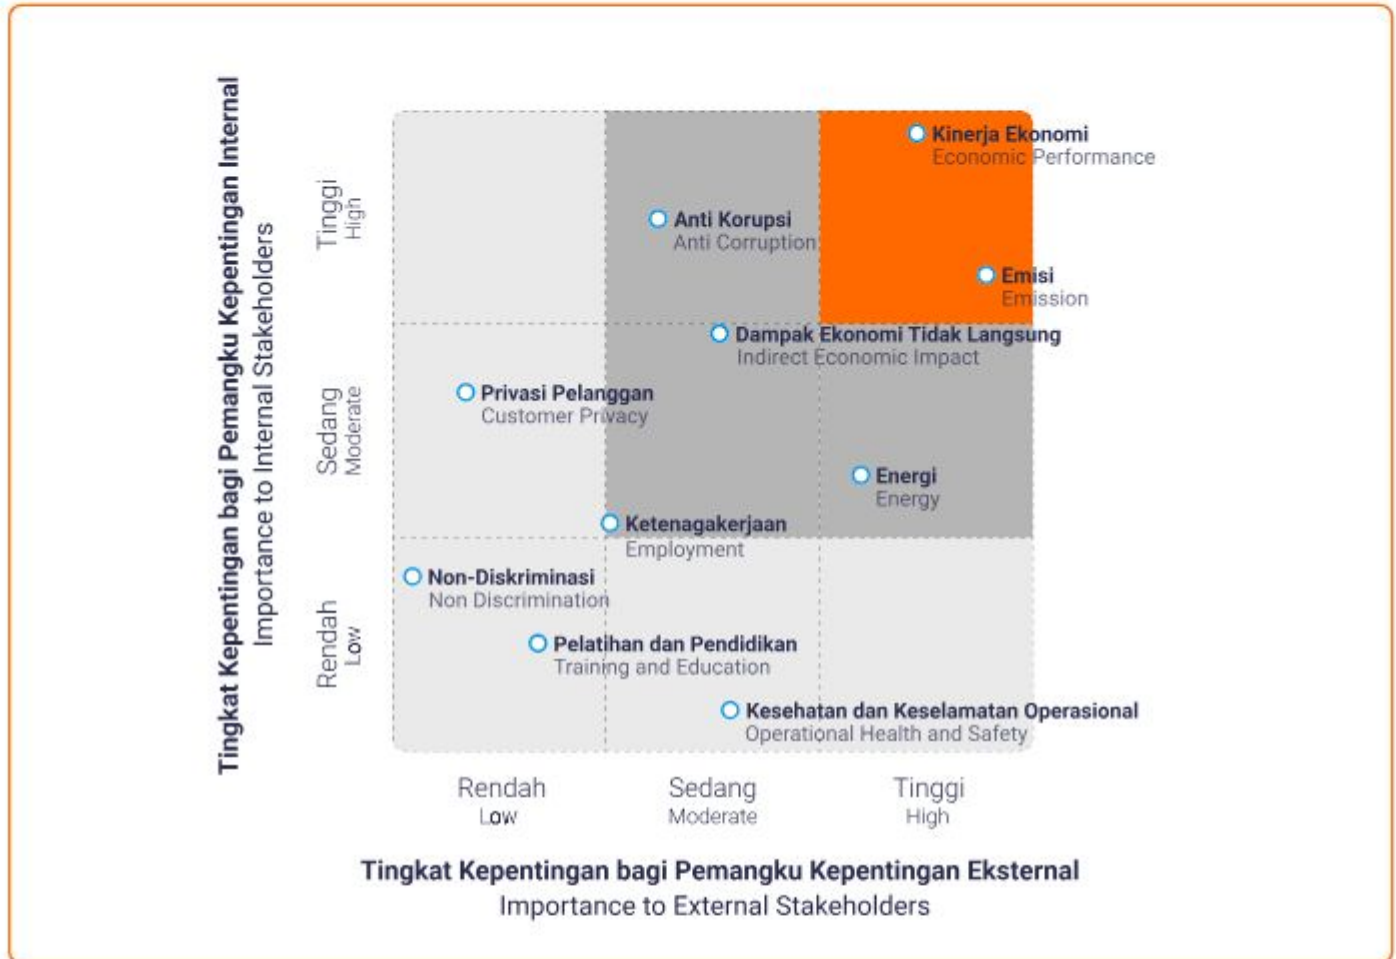 Tingkat Kepentingan bagi Pemangku Kepentingan Internal
Importance to Internal Stakeholders
Tinggi
High
Sedang
Moderate
Rendah
Low
Kinerja Ekonomi
Economic Performance
Anti Korupsi
Anti Corruption
Emisi
Emission
Dampak Ekonomi Tidak Langsung
Indirect Economic Impact
Privasi Pelanggan
Customer Privacy
Energi
Energy
Ketenagakerjaan
Employment
Non-Diskriminasi
Non Discrimination
Pelatihan dan Pendidikan
Training and Education
Kesehatan dan Keselamatan Operasional
Operational Health and Safety
Rendah
Low
Sedang
Moderate
Tinggi
High
Tingkat Kepentingan bagi Pemangku Kepentingan Eksternal
Importance to External Stakeholders